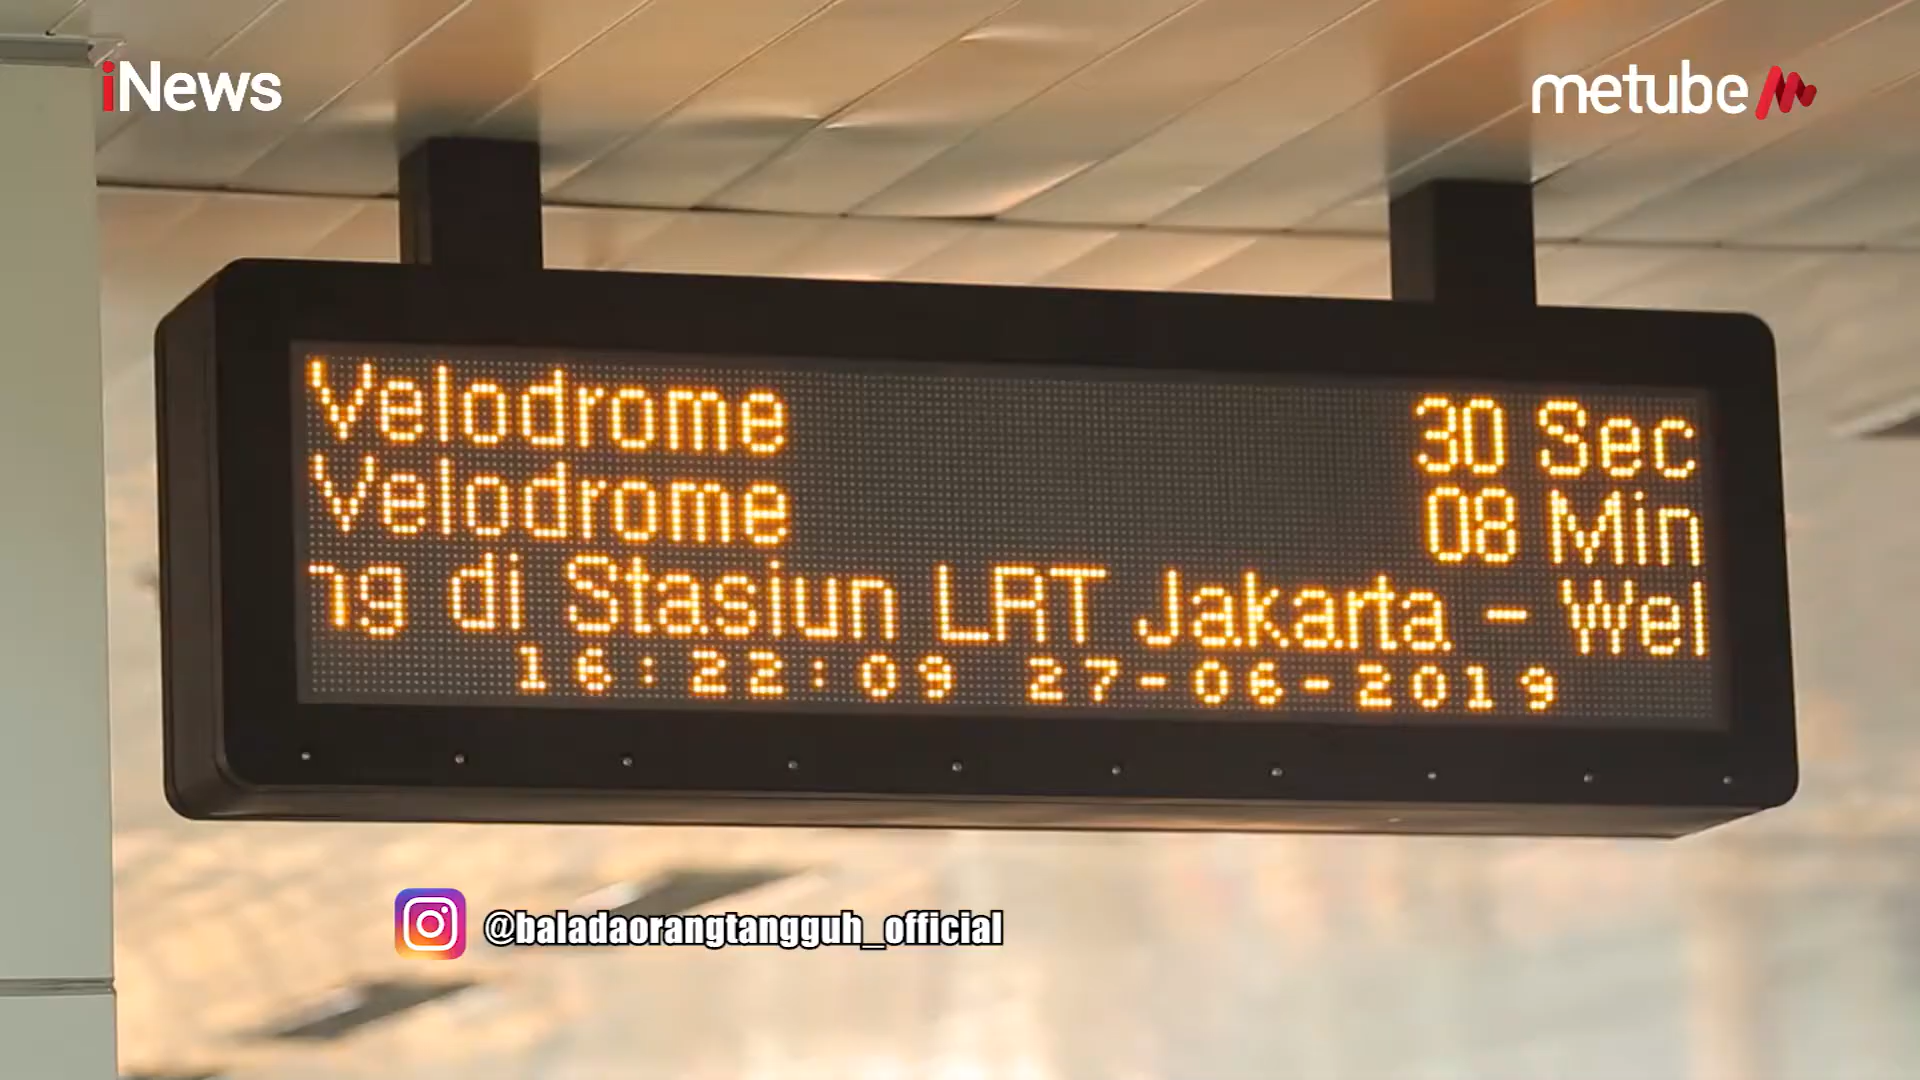 iNews
metube
Velodrome 30 Sec
Velodrome 08 Min
ng di Stasiun LRT Jakarta - Wel
16:22:09 27-06-2019
@baladaorangtangguh_official